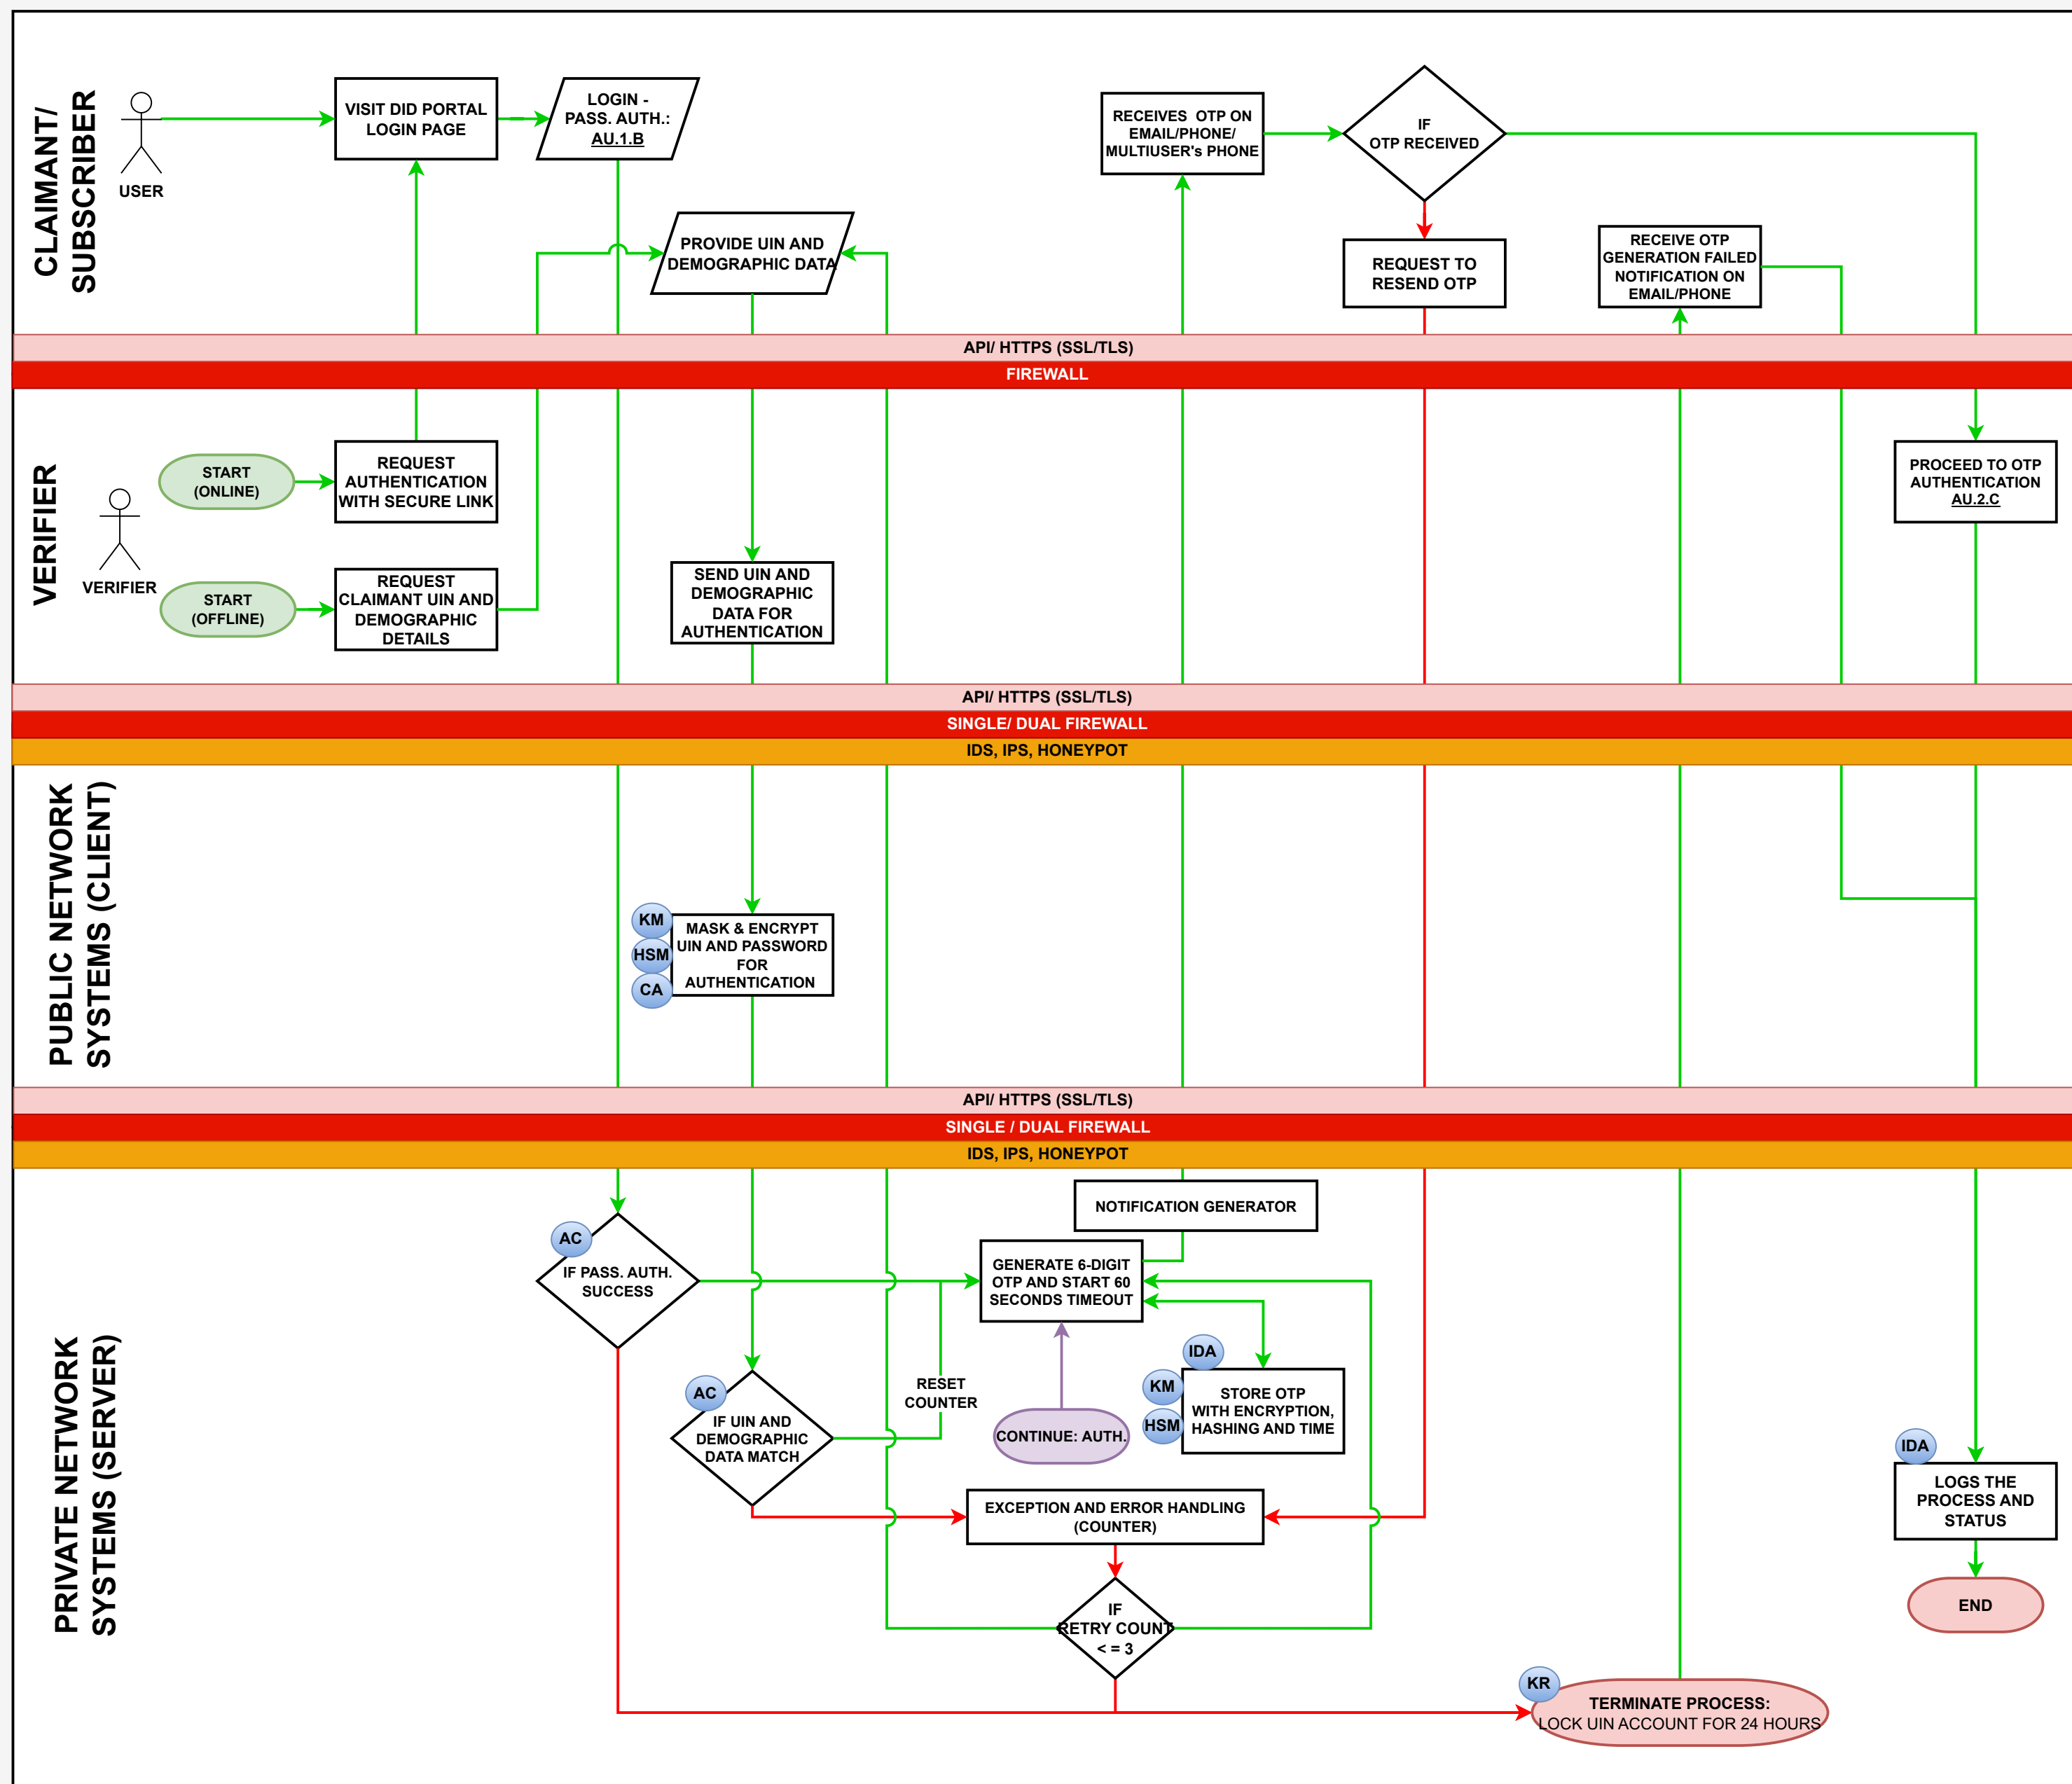 CLAIMANT/
SUBSCRIBER
USER
VISIT DID PORTAL
LOGIN PAGE
LOGIN -
PASS. AUTH.:
AU.1.B
PROVIDE UIN AND
DEMOGRAPHIC DATA
RECEIVES OTP ON
EMAIL/PHONE/
MULTIUSER's PHONE
IF
OTP RECEIVED
REQUEST TO
RESEND OTP
RECEIVE OTP
GENERATION FAILED
NOTIFICATION ON
EMAIL/PHONE
API/ HTTPS (SSL/TLS)
FIREWALL
VERIFIER
VERIFIER
START
(ONLINE)
REQUEST
AUTHENTICATION
WITH SECURE LINK
START
(OFFLINE)
REQUEST
CLAIMANT UIN AND
DEMOGRAPHIC
DETAILS
SEND UIN AND
DEMOGRAPHIC
DATA FOR
AUTHENTICATION
PROCEED TO OTP
AUTHENTICATION
AU.2.C
API/ HTTPS (SSL/TLS)
SINGLE/ DUAL FIREWALL
IDS, IPS, HONEYPOT
PUBLIC NETWORK
SYSTEMS (CLIENT)
KM
HSM
CA
MASK & ENCRYPT
UIN AND PASSWORD
FOR
AUTHENTICATION
API/ HTTPS (SSL/TLS)
SINGLE / DUAL FIREWALL
IDS, IPS, HONEYPOT
PRIVATE NETWORK
SYSTEMS (SERVER)
AC
IF PASS. AUTH.
SUCCESS
NOTIFICATION GENERATOR
GENERATE 6-DIGIT
OTP AND START 60
SECONDS TIMEOUT
AC
IF UIN AND
DEMOGRAPHIC
DATA MATCH
RESET
COUNTER
CONTINUE: AUTH.
IDA
KM
HSM
STORE OTP
WITH ENCRYPTION,
HASHING AND TIME
EXCEPTION AND ERROR HANDLING
(COUNTER)
IF
RETRY COUNT
< = 3
IDA
LOGS THE
PROCESS AND
STATUS
END
KR
TERMINATE PROCESS:
LOCK UIN ACCOUNT FOR 24 HOURS